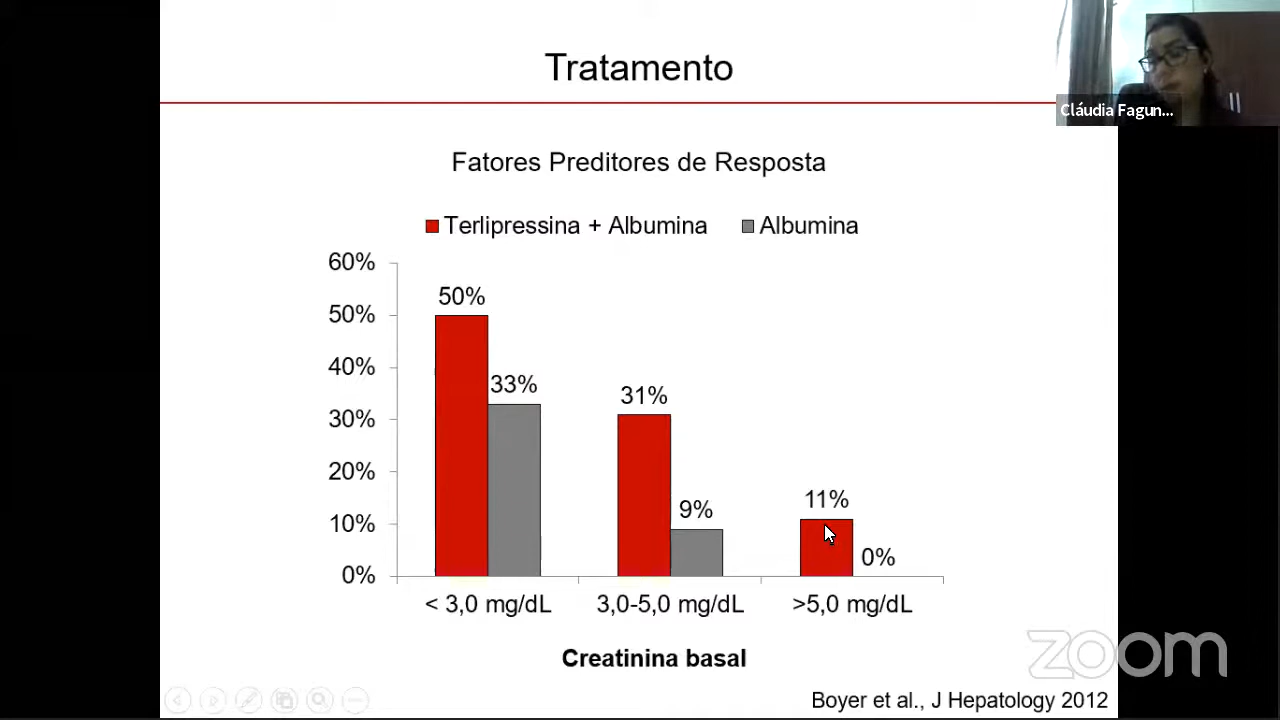 Tratamento
Cláudia Fagun...
Fatores Preditores de Resposta
Terlipressina + Albumina Albumina
60%
50%
40%
30%
20%
10%
0%
50%
33%
31%
9%
11%
0%
< 3,0 mg/dL 3,0-5,0 mg/dL >5,0 mg/dL
Creatinina basal
zoom
Boyer et al., J Hepatology 2012